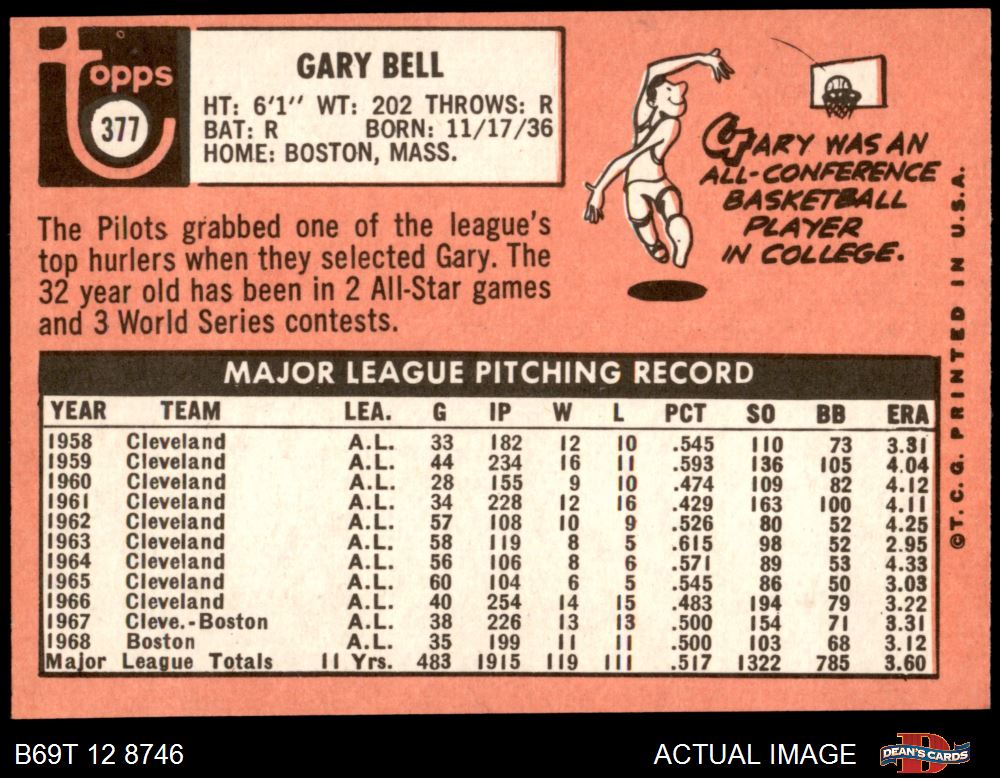 Topps
377
GARY BELL
HT: 6'1" WT: 202 THROWS: R
BAT: R BORN: 11/17/36
HOME: BOSTON, MASS.
GARY WAS AN
ALL-CONFERENCE
BASKETBALL
PLAYER
IN COLLEGE.
The Pilots grabbed one of the league's
top hurlers when they selected Gary. The
32 year old has been in 2 All-Star games
and 3 World Series contests.
MAJOR LEAGUE PITCHING RECORD
YEAR TEAM LEA. G IP W L PCT SO BB ERA
1958 Cleveland A.L. 33 182 12 10 .545 110 73 3.31
1959 Cleveland A.L. 44 234 16 11 .593 136 105 4.04
1960 Cleveland A.L. 28 155 9 10 .474 109 82 4.12
1961 Cleveland A.L. 34 228 12 16 .429 163 100 4.11
1962 Cleveland A.L. 57 108 10 9 .526 80 52 4.25
1963 Cleveland A.L. 58 119 8 5 .615 98 52 2.95
1964 Cleveland A.L. 56 106 8 6 .571 89 53 4.33
1965 Cleveland A.L. 60 104 6 5 .545 86 50 3.03
1966 Cleveland A.L. 40 254 14 15 .483 194 79 3.22
1967 Cleve.-Boston A.L. 38 226 13 13 .500 154 71 3.31
1968 Boston A.L. 35 199 11 11 .500 103 68 3.12
Major League Totals 11 Yrs. 483 1915 119 111 .517 1322 785 3.60
©T. C. G. PRINTED IN U.S.A.
B69T 12 8746
ACTUAL IMAGE
DEAN'S CARDS